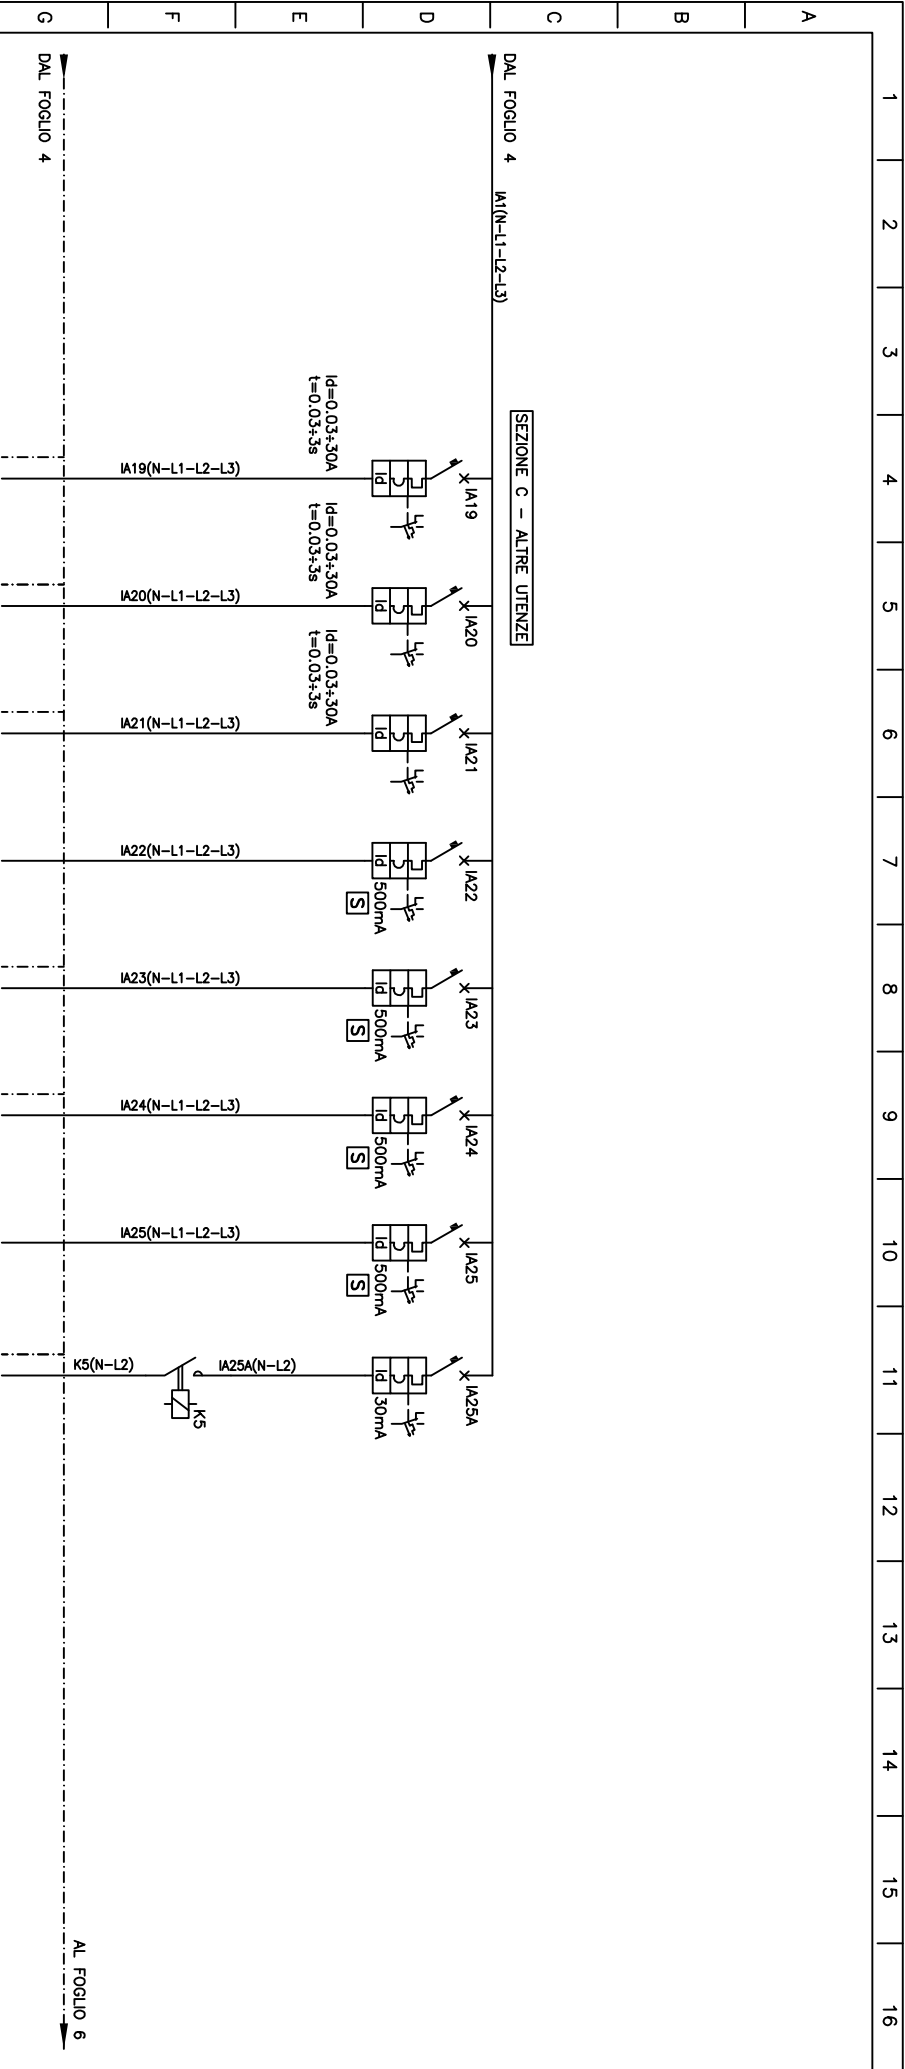 1
2
3
4
5
6
7
8
9
10
11
12
13
14
15
16
A
B
C
D
E
F
G
DAL FOGLIO 4
IA1(N-L1-L2-L3)
SEZIONE C - ALTRE UTENZE
IA19
Id
Id=0.03÷30A
t=0.03÷3s
IA19(N-L1-L2-L3)
IA20
Id
Id=0.03÷30A
t=0.03÷3s
IA20(N-L1-L2-L3)
IA21
Id
Id=0.03÷30A
t=0.03÷3s
IA21(N-L1-L2-L3)
IA22
Id
500mA
S
IA22(N-L1-L2-L3)
IA23
Id
500mA
S
IA23(N-L1-L2-L3)
IA24
Id
500mA
S
IA24(N-L1-L2-L3)
IA25
Id
500mA
S
IA25(N-L1-L2-L3)
IA25A
Id
30mA
IA25A(N-L2)
K5
K5(N-L2)
DAL FOGLIO 4
AL FOGLIO 6